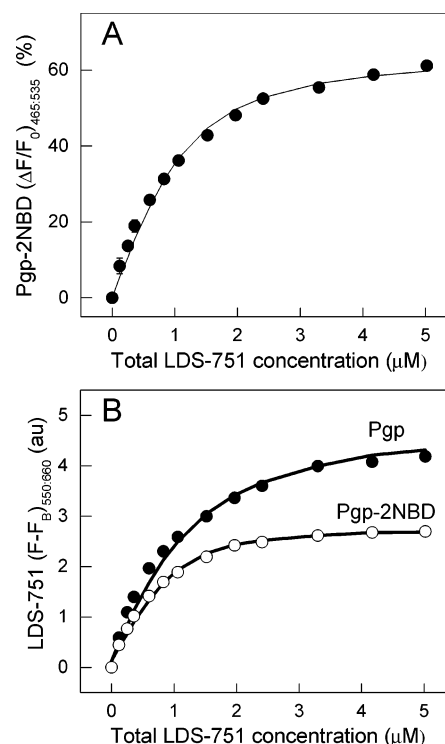 A
Pgp-2NBD (ΔF/F0)465:535 (%)
60
40
20
0
0 1 2 3 4 5
Total LDS-751 concentration (μM)
B
LDS-751 (F-FB)550:660 (au)
5
4
3
2
1
0
Pgp
Pgp-2NBD
0 1 2 3 4 5
Total LDS-751 concentration (μM)